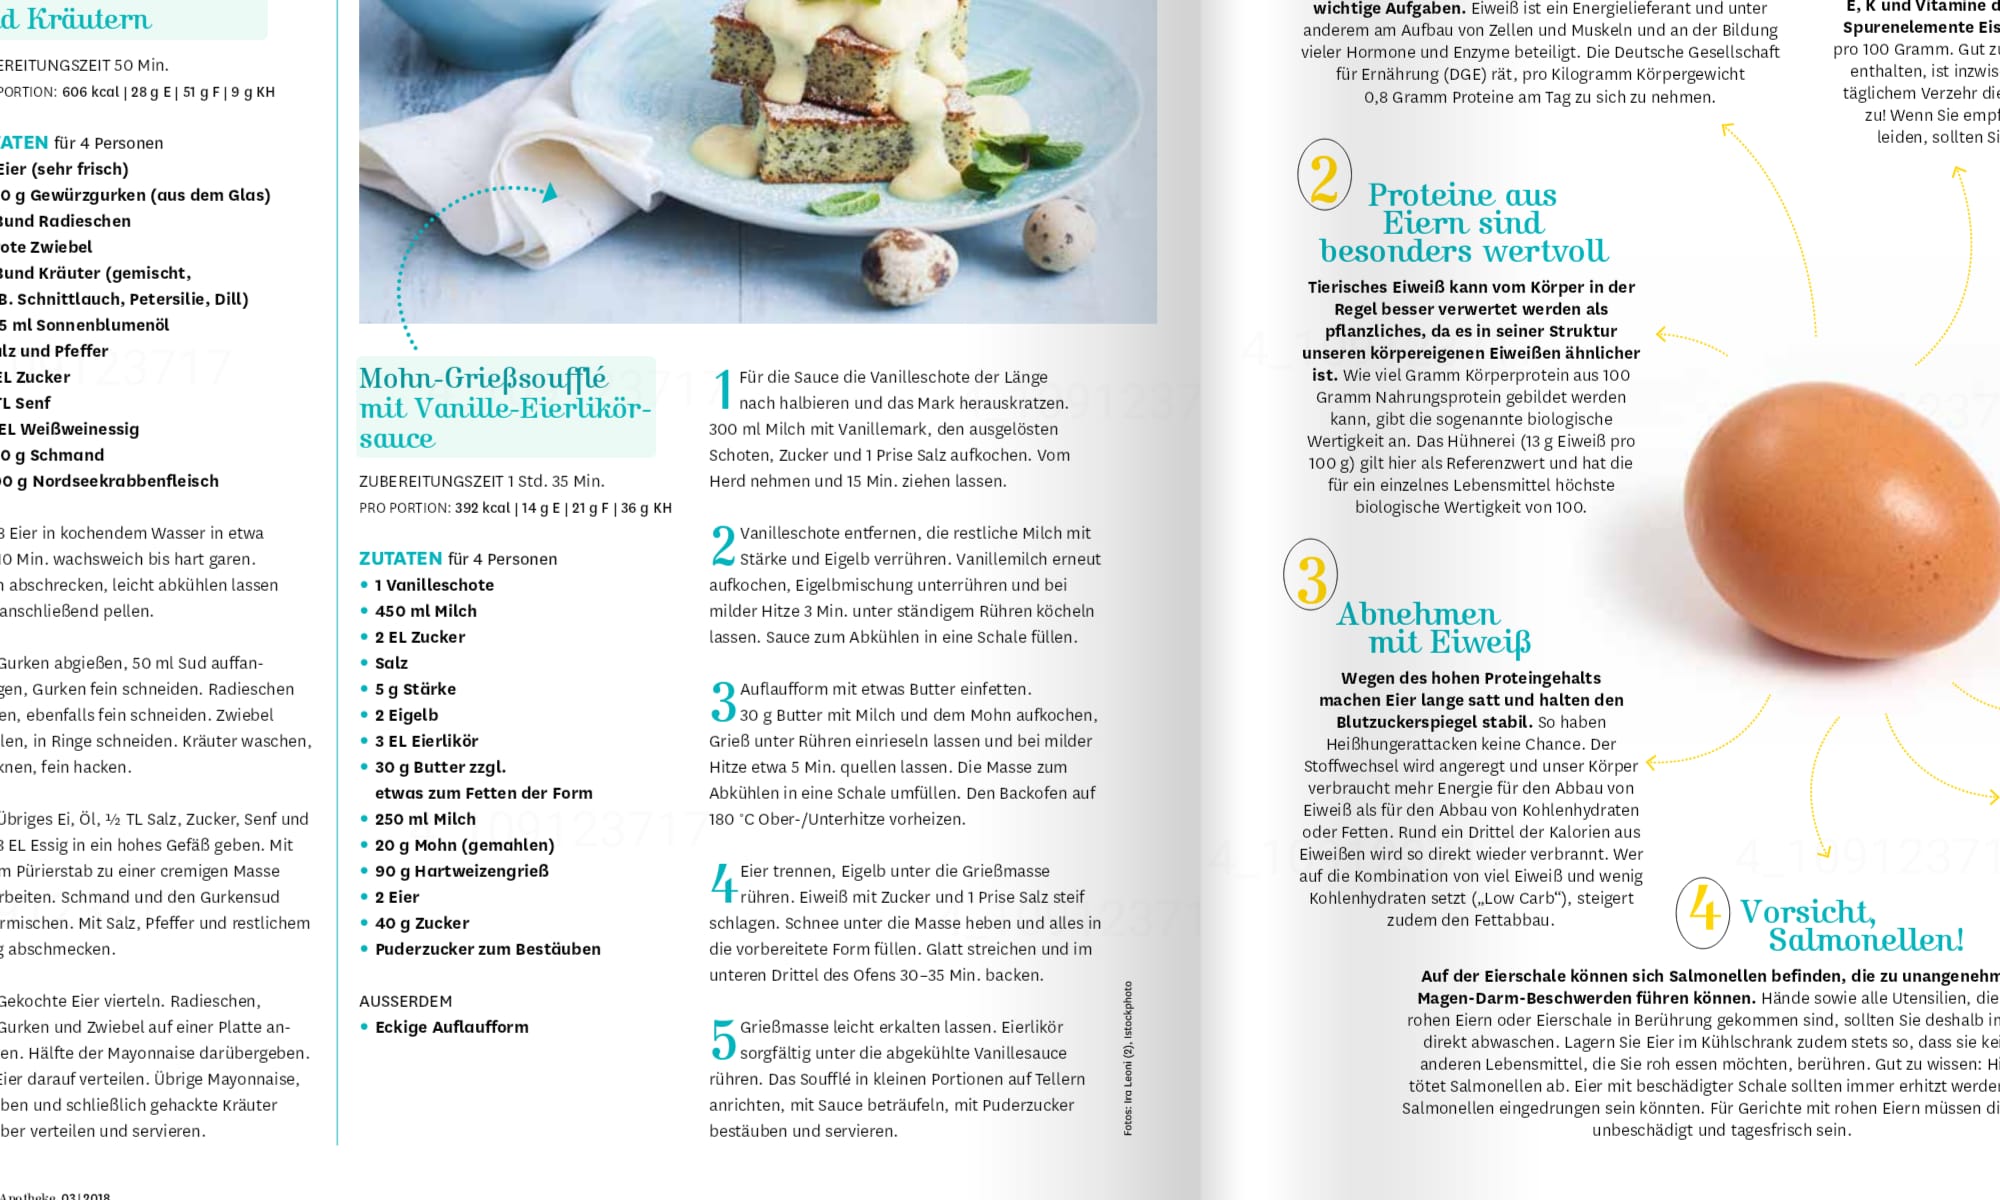 d Kräutern
EREITUNGSZEIT 50 Min.
PORTION: 606 kcal | 28 g E | 51 g F | 9 g KH
TATEN für 4 Personen
Eier (sehr frisch)
0 g Gewürzgurken (aus dem Glas)
Bund Radieschen
ote Zwiebel
Bund Kräuter (gemischt,
B. Schnittlauch, Petersilie, Dill)
5 ml Sonnenblumenöl
lz und Pfeffer
EL Zucker
TL Senf
EL Weißweinessig
0 g Schmand
00 g Nordseekrabbenfleisch
8 Eier in kochendem Wasser in etwa
10 Min. wachsweich bis hart garen.
n abschrecken, leicht abkühlen lassen
anschließend pellen.
Gurken abgießen, 50 ml Sud auffan-
gen, Gurken fein schneiden. Radieschen
en, ebenfalls fein schneiden. Zwiebel
len, in Ringe schneiden. Kräuter waschen,
knen, fein hacken.
Übriges Ei, Öl, ½ TL Salz, Zucker, Senf und
3 EL Essig in ein hohes Gefäß geben. Mit
m Pürierstab zu einer cremigen Masse
rbeiten. Schmand und den Gurkensud
rmischen. Mit Salz, Pfeffer und restlichem
g abschmecken.
Gekochte Eier vierteln. Radieschen,
Gurken und Zwiebel auf einer Platte an-
en. Hälfte der Mayonnaise darübergeben.
Eier darauf verteilen. Übrige Mayonnaise,
ben und schließlich gehackte Kräuter
ber verteilen und servieren.
Apotheke 03|2018
Mohn-Grießsoufflé
mit Vanille-Eierlikör-
sauce
ZUBEREITUNGSZEIT 1 Std. 35 Min.
PRO PORTION: 392 kcal | 14 g E | 21 g F | 36 g KH
ZUTATEN für 4 Personen
• 1 Vanilleschote
• 450 ml Milch
• 2 EL Zucker
• Salz
• 5 g Stärke
• 2 Eigelb
• 3 EL Eierlikör
• 30 g Butter zzgl.
etwas zum Fetten der Form
• 250 ml Milch
• 20 g Mohn (gemahlen)
• 90 g Hartweizengrieß
• 2 Eier
• 40 g Zucker
• Puderzucker zum Bestäuben
AUSSERDEM
• Eckige Auflaufform
1 Für die Sauce die Vanilleschote der Länge
nach halbieren und das Mark herauskratzen.
300 ml Milch mit Vanillemark, den ausgelösten
Schoten, Zucker und 1 Prise Salz aufkochen. Vom
Herd nehmen und 15 Min. ziehen lassen.
2 Vanilleschote entfernen, die restliche Milch mit
Stärke und Eigelb verrühren. Vanillemilch erneut
aufkochen, Eigelbmischung unterrühren und bei
milder Hitze 3 Min. unter ständigem Rühren köcheln
lassen. Sauce zum Abkühlen in eine Schale füllen.
3 Auflaufform mit etwas Butter einfetten.
30 g Butter mit Milch und dem Mohn aufkochen,
Grieß unter Rühren einrieseln lassen und bei milder
Hitze etwa 5 Min. quellen lassen. Die Masse zum
Abkühlen in eine Schale umfüllen. Den Backofen auf
180 °C Ober-/Unterhitze vorheizen.
4 Eier trennen, Eigelb unter die Grießmasse
rühren. Eiweiß mit Zucker und 1 Prise Salz steif
schlagen. Schnee unter die Masse heben und alles in
die vorbereitete Form füllen. Glatt streichen und im
unteren Drittel des Ofens 30–35 Min. backen.
5 Grießmasse leicht erkalten lassen. Eierlikör
sorgfältig unter die abgekühlte Vanillesauce
rühren. Das Soufflé in kleinen Portionen auf Tellern
anrichten, mit Sauce beträufeln, mit Puderzucker
bestäuben und servieren.
Fotos: Ira Leoni (2), Istockphoto
wichtige Aufgaben. Eiweiß ist ein Energielieferant und unter
anderem am Aufbau von Zellen und Muskeln und an der Bildung
vieler Hormone und Enzyme beteiligt. Die Deutsche Gesellschaft
für Ernährung (DGE) rät, pro Kilogramm Körpergewicht
0,8 Gramm Proteine am Tag zu sich zu nehmen.
E, K und Vitamine d
Spurenelemente Eis
pro 100 Gramm. Gut zu
enthalten, ist inzwis
täglichem Verzehr die
zu! Wenn Sie empf
leiden, sollten Si
2
Proteine aus
Eiern sind
besonders wertvoll
Tierisches Eiweiß kann vom Körper in der
Regel besser verwertet werden als
pflanzliches, da es in seiner Struktur
unseren körpereigenen Eiweißen ähnlicher
ist. Wie viel Gramm Körperprotein aus 100
Gramm Nahrungsprotein gebildet werden
kann, gibt die sogenannte biologische
Wertigkeit an. Das Hühnerei (13 g Eiweiß pro
100 g) gilt hier als Referenzwert und hat die
für ein einzelnes Lebensmittel höchste
biologische Wertigkeit von 100.
3
Abnehmen
mit Eiweiß
Wegen des hohen Proteingehalts
machen Eier lange satt und halten den
Blutzuckerspiegel stabil. So haben
Heißhungerattacken keine Chance. Der
Stoffwechsel wird angeregt und unser Körper
verbraucht mehr Energie für den Abbau von
Eiweiß als für den Abbau von Kohlenhydraten
oder Fetten. Rund ein Drittel der Kalorien aus
Eiweißen wird so direkt wieder verbrannt. Wer
auf die Kombination von viel Eiweiß und wenig
Kohlenhydraten setzt („Low Carb“), steigert
zudem den Fettabbau.
4
Vorsicht,
Salmonellen!
Auf der Eierschale können sich Salmonellen befinden, die zu unangenehm
Magen-Darm-Beschwerden führen können. Hände sowie alle Utensilien, die
rohen Eiern oder Eierschale in Berührung gekommen sind, sollten Sie deshalb in
direkt abwaschen. Lagern Sie Eier im Kühlschrank zudem stets so, dass sie kei
anderen Lebensmittel, die Sie roh essen möchten, berühren. Gut zu wissen: Hi
tötet Salmonellen ab. Eier mit beschädigter Schale sollten immer erhitzt werde
Salmonellen eingedrungen sein könnten. Für Gerichte mit rohen Eiern müssen di
unbeschädigt und tagesfrisch sein.